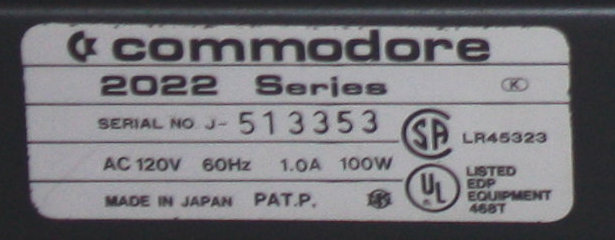 commodore
2022 Series K
SERIAL NO. J-513353
SA LR45323
AC 120V 60Hz 1.0A 100W
MADE IN JAPAN PAT.P.
UL LISTED
EDP
EQUIPMENT
468T